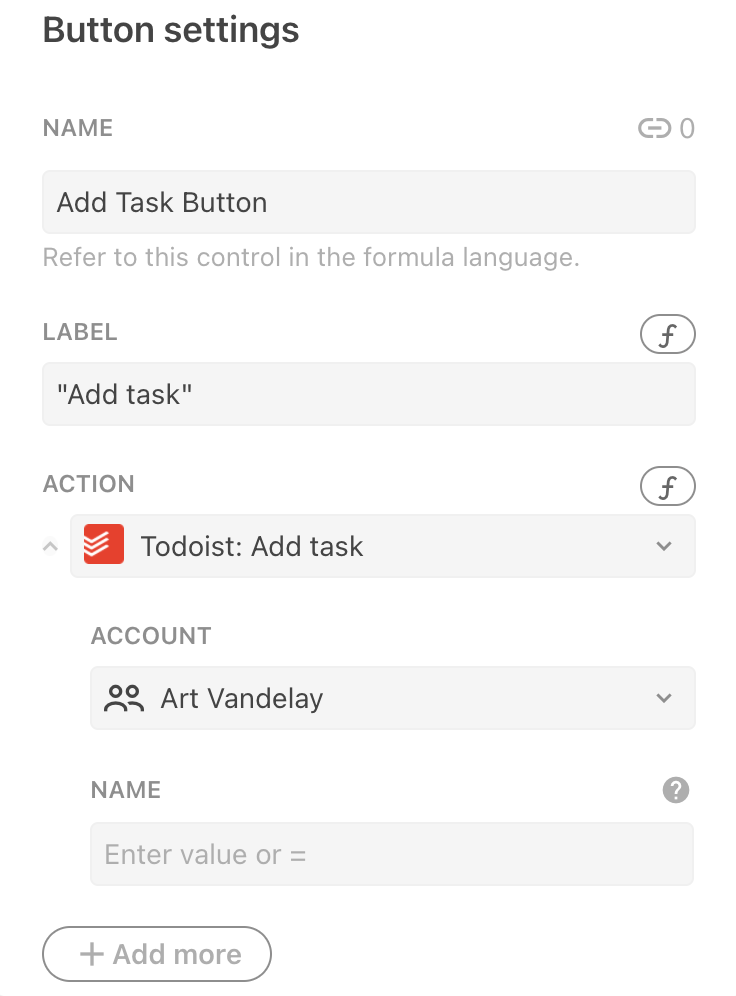 Button settings
NAME
0
Add Task Button
Refer to this control in the formula language.
LABEL
f
"Add task"
ACTION
f
Todoist: Add task
ACCOUNT
Art Vandelay
NAME
?
Enter value or =
+ Add more